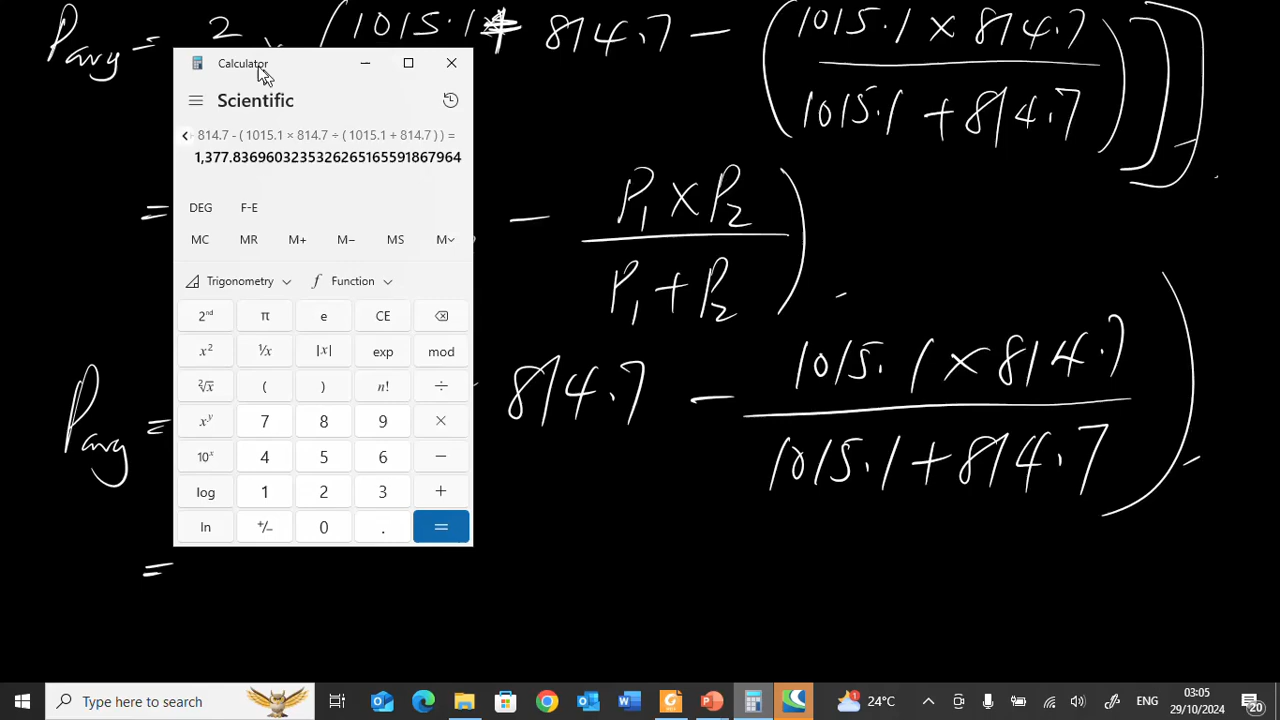 Pavg = 2 × (1015.1 + 814.7 − (1015.1 × 814.7
1015.1 + 814.7
Calculator
Scientific
814.7 - ( 1015.1 × 814.7 ÷ ( 1015.1 + 814.7 ) ) =
1,377.8369603235326265165591867964
= − P1 × P2
P1 + P2
DEG F-E
MC MR M+ M− MS M
Trigonometry f Function
2nd π e CE
x² ¹⁄x |x| exp mod
²√x ( ) n! ÷
xʸ 7 8 9 ×
10ˣ 4 5 6 −
log 1 2 3 +
ln +/− 0 . =
Pavg = 814.7 − 1015.1 × 814.7
1015.1 + 814.7
=
Type here to search 24°C ENG 03:05
29/10/2024 20